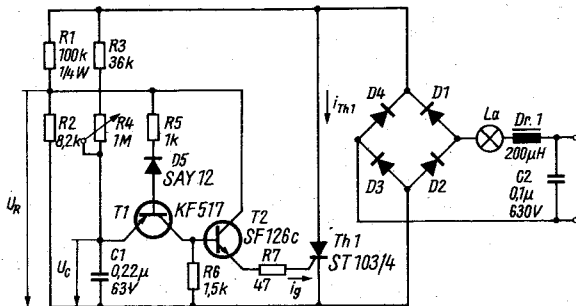 R1
100k
1/4W
R3
36k
R2
8,2k
R4
1M
R5
1k
D5
SAY 12
T1
KF517
T2
SF126c
R6
1,5k
R7
47
C1
0,22µ
63V
U_R
U_C
i_g
i_Th1
Th1
ST 103/4
D4
D1
D3
D2
La
Dr. 1
200µH
C2
0,1µ
630V